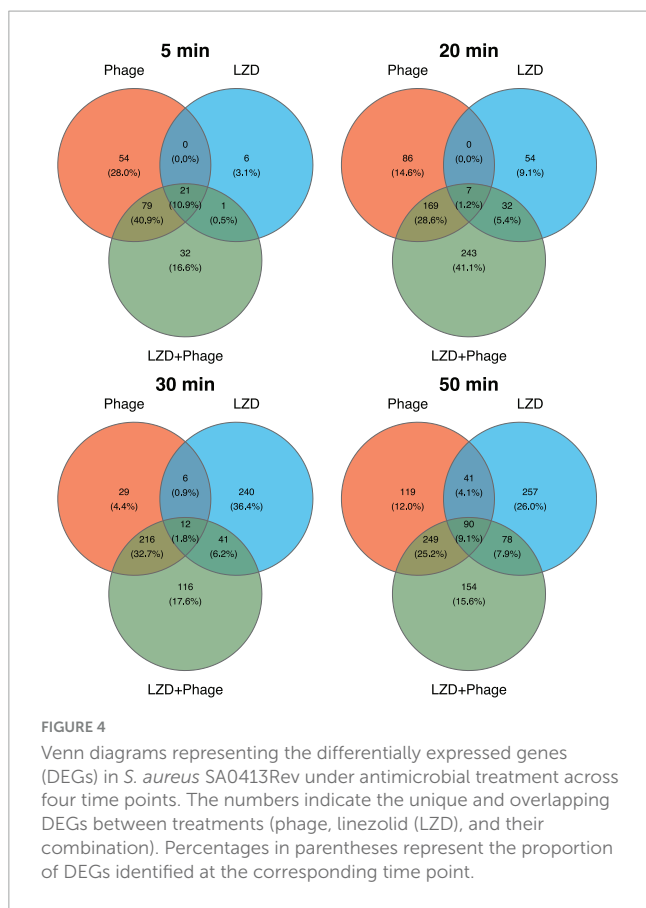 5 min
Phage
LZD
0
(0.0%)
54
(28.0%)
6
(3.1%)
21
(10.9%)
79
(40.9%)
1
(0.5%)
32
(16.6%)
LZD+Phage
20 min
Phage
LZD
0
(0.0%)
86
(14.6%)
54
(9.1%)
7
(1.2%)
169
(28.6%)
32
(5.4%)
243
(41.1%)
LZD+Phage
30 min
Phage
LZD
6
(0.9%)
29
(4.4%)
240
(36.4%)
12
(1.8%)
216
(32.7%)
41
(6.2%)
116
(17.6%)
LZD+Phage
50 min
Phage
LZD
41
(4.1%)
119
(12.0%)
257
(26.0%)
90
(9.1%)
249
(25.2%)
78
(7.9%)
154
(15.6%)
LZD+Phage
FIGURE 4
Venn diagrams representing the differentially expressed genes
(DEGs) in S. aureus SA0413Rev under antimicrobial treatment across
four time points. The numbers indicate the unique and overlapping
DEGs between treatments (phage, linezolid (LZD), and their
combination). Percentages in parentheses represent the proportion
of DEGs identified at the corresponding time point.